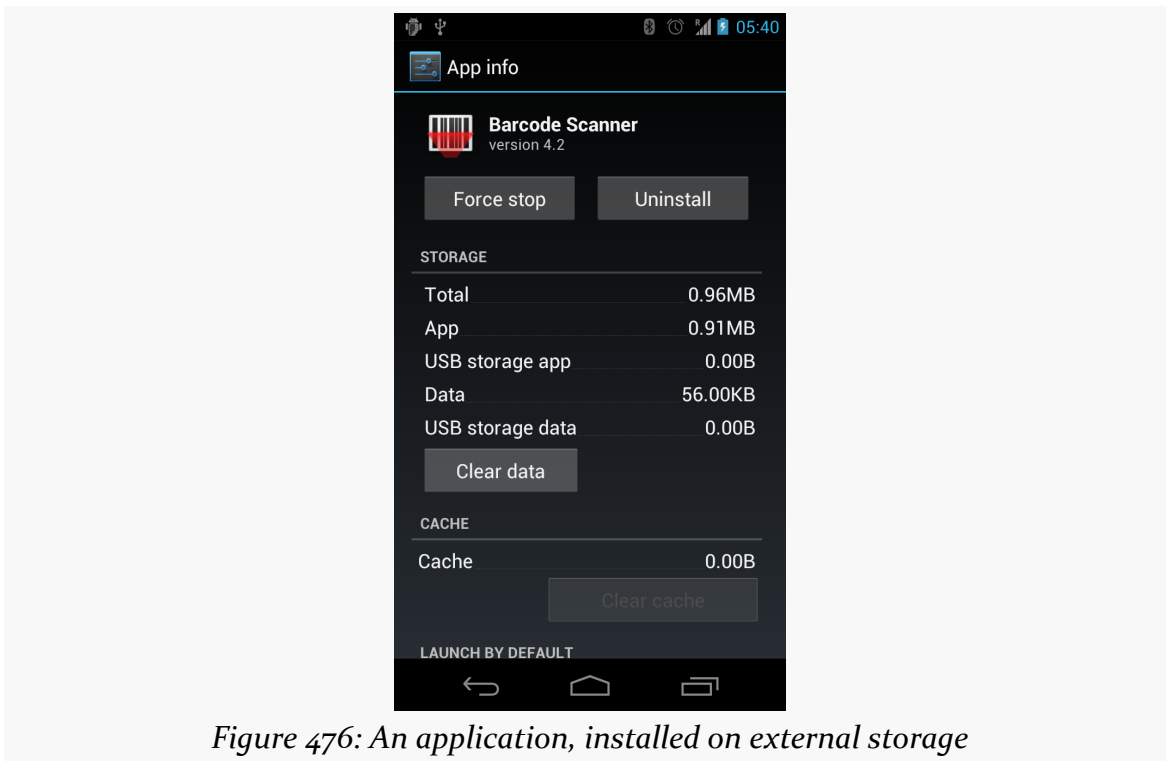 05:40
App info
Barcode Scanner
version 4.2
Force stop Uninstall
STORAGE
Total 0.96MB
App 0.91MB
USB storage app 0.00B
Data 56.00KB
USB storage data 0.00B
Clear data
CACHE
Cache 0.00B
Clear cache
LAUNCH BY DEFAULT
Figure 476: An application, installed on external storage